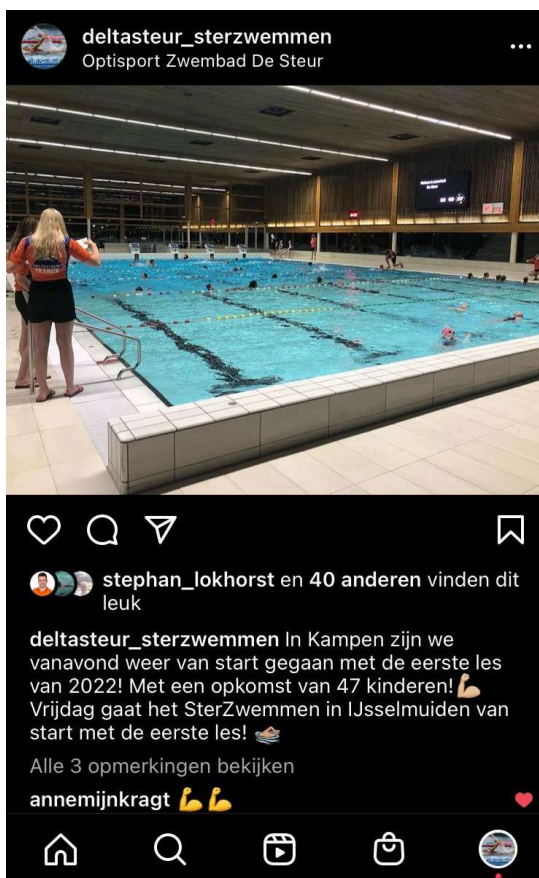 deltasteur_sterzwemmen
Optisport Zwembad De Steur
TRAINER
stephan_lokhorst en 40 anderen vinden dit
leuk
deltasteur_sterzwemmen In Kampen zijn we
vanavond weer van start gegaan met de eerste les
van 2022! Met een opkomst van 47 kinderen!💪🏼
Vrijdag gaat het SterZwemmen in IJsselmuiden van
start met de eerste les! 🏊🏼
Alle 3 opmerkingen bekijken
annemijnkragt 💪💪